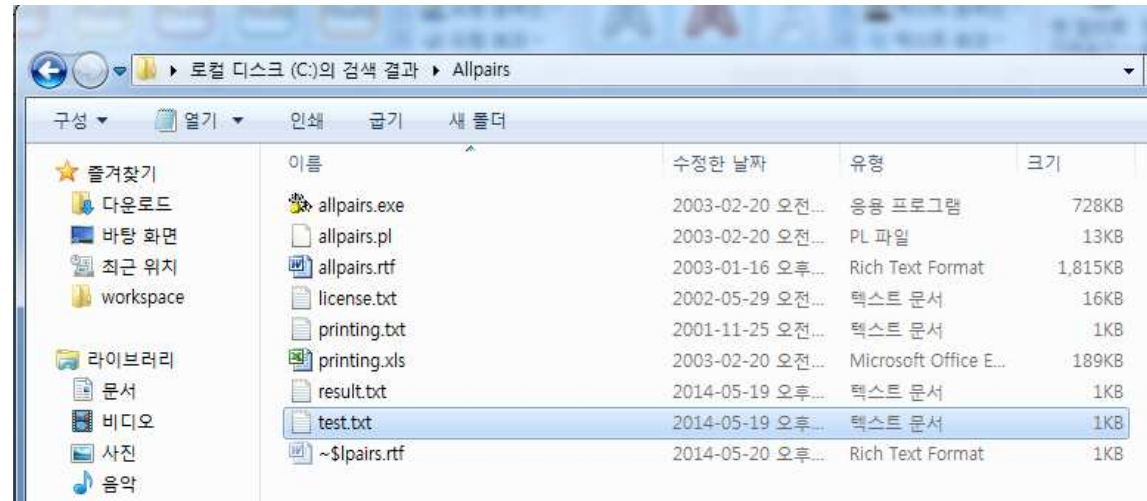 로컬 디스크 (C:)의 검색 결과 Allpairs
구성 열기 인쇄 굽기 새 폴더
즐겨찾기
다운로드
바탕 화면
최근 위치
workspace
라이브러리
문서
비디오
사진
음악
이름 수정한 날짜 유형 크기
allpairs.exe 2003-02-20 오전... 응용 프로그램 728KB
allpairs.pl 2003-02-20 오전... PL 파일 13KB
allpairs.rtf 2003-01-16 오후... Rich Text Format 1,815KB
license.txt 2002-05-29 오전... 텍스트 문서 16KB
printing.txt 2001-11-25 오전... 텍스트 문서 1KB
printing.xls 2003-02-20 오전... Microsoft Office E... 189KB
result.txt 2014-05-19 오후... 텍스트 문서 1KB
test.txt 2014-05-19 오후... 텍스트 문서 1KB
~$lpairs.rtf 2014-05-20 오후... Rich Text Format 1KB